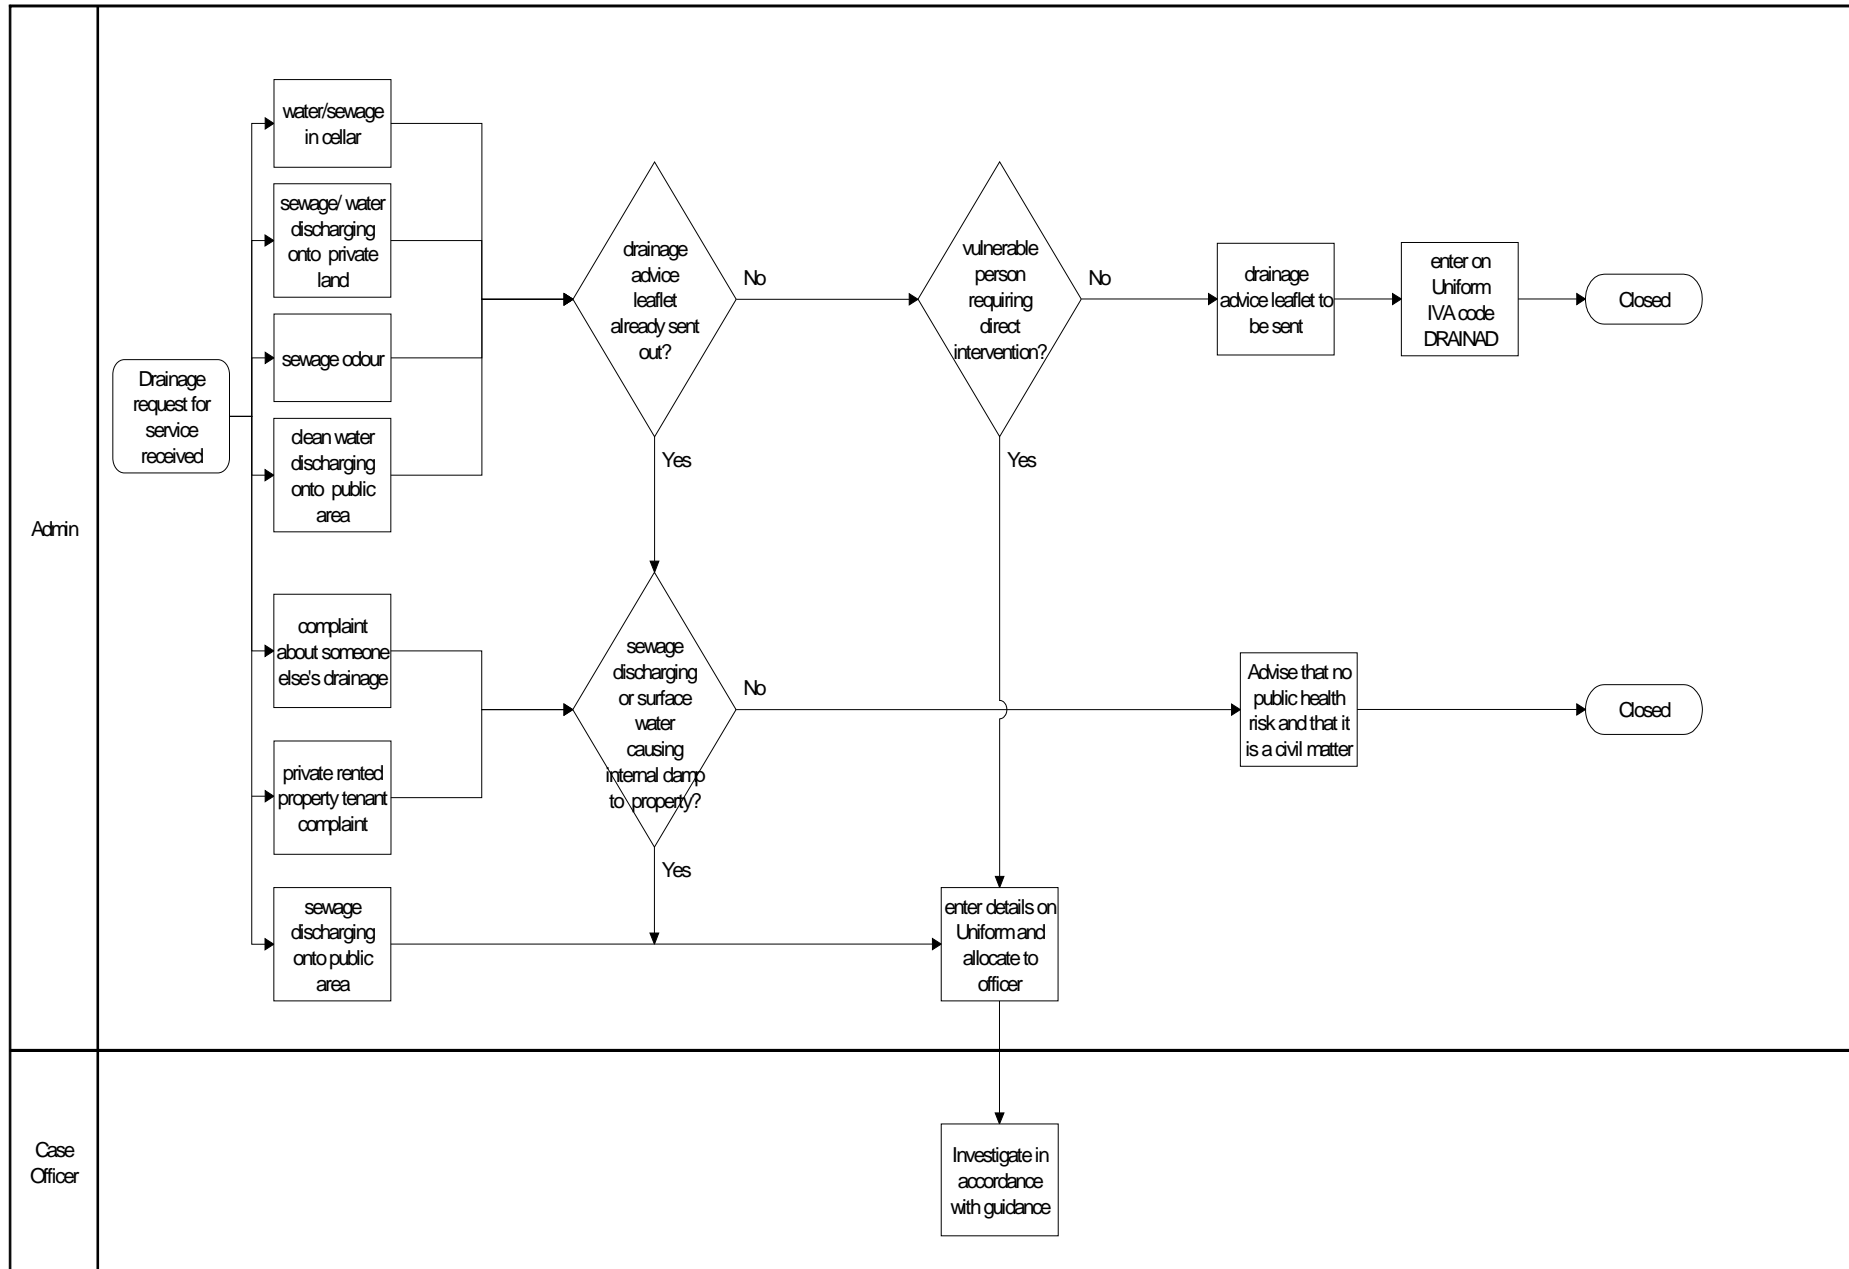 Admin
Drainage
request for
service
received
water/sewage
in cellar
sewage/ water
discharging
onto private
land
sewage odour
clean water
discharging
onto public
area
complaint
about someone
else's drainage
private rented
property tenant
complaint
sewage
discharging
onto public
area
drainage
advice
leaflet
already sent
out?
No
Yes
vulnerable
person
requiring
direct
intervention?
No
Yes
drainage
advice leaflet to
be sent
enter on
Uniform
IVA code
DRAINAD
Closed
sewage
discharging
or surface
water
causing
internal damp
to property?
No
Yes
Advise that no
public health
risk and that it
is a civil matter
Closed
enter details on
Uniform and
allocate to
officer
Case
Officer
Investigate in
accordance
with guidance